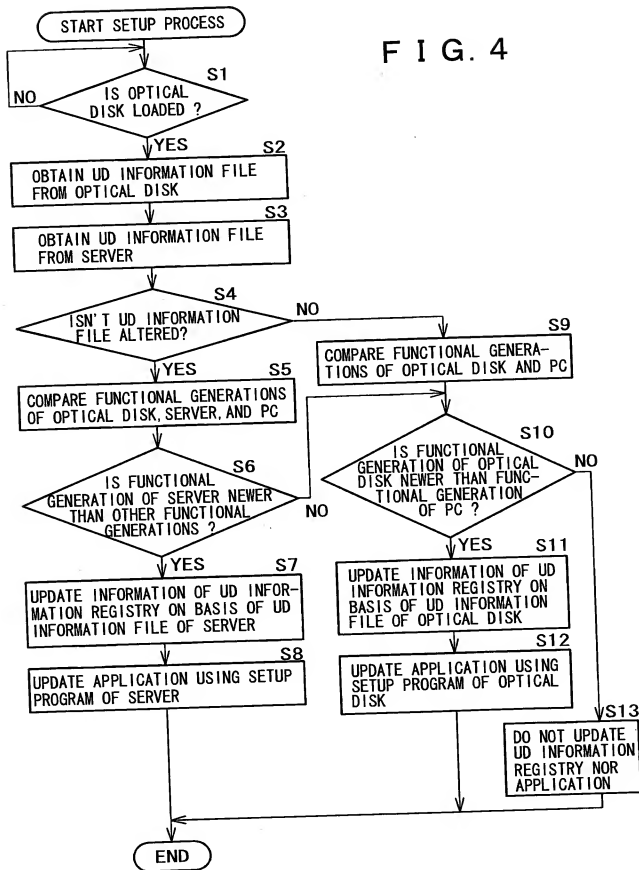 START SETUP PROCESS
F I G. 4
S1
IS OPTICAL
DISK LOADED ?
NO
YES
S2
OBTAIN UD INFORMATION FILE
FROM OPTICAL DISK
S3
OBTAIN UD INFORMATION FILE
FROM SERVER
S4
ISN'T UD INFORMATION
FILE ALTERED?
NO
YES
S5
COMPARE FUNCTIONAL GENERATIONS
OF OPTICAL DISK, SERVER, AND PC
S6
IS FUNCTIONAL
GENERATION OF SERVER NEWER
THAN OTHER FUNCTIONAL
GENERATIONS ?
NO
YES
S7
UPDATE INFORMATION OF UD INFOR-
MATION REGISTRY ON BASIS OF UD
INFORMATION FILE OF SERVER
S8
UPDATE APPLICATION USING SETUP
PROGRAM OF SERVER
S9
COMPARE FUNCTIONAL GENERA-
TIONS OF OPTICAL DISK AND PC
S10
IS FUNCTIONAL
GENERATION OF OPTICAL
DISK NEWER THAN FUNC-
TIONAL GENERATION
OF PC ?
NO
YES
S11
UPDATE INFORMATION OF UD
INFORMATION REGISTRY ON
BASIS OF UD INFORMATION
FILE OF OPTICAL DISK
S12
UPDATE APPLICATION USING
SETUP PROGRAM OF OPTICAL
DISK
S13
DO NOT UPDATE
UD INFORMATION
REGISTRY NOR
APPLICATION
END